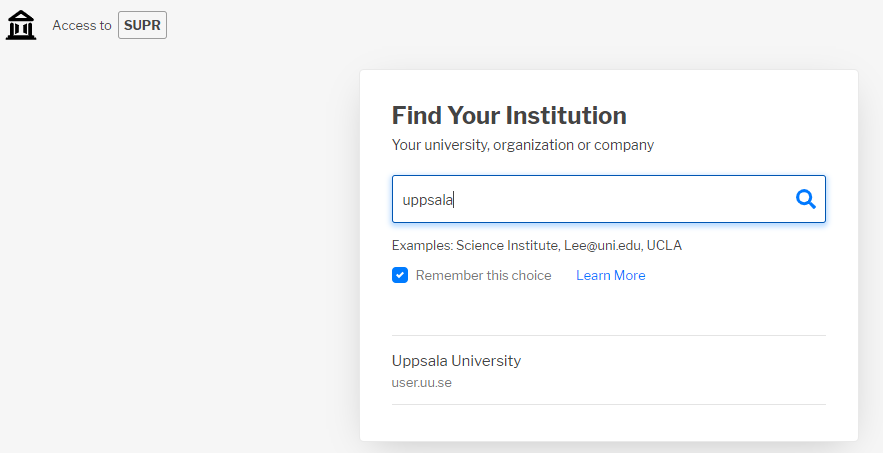 Access to SUPR
Find Your Institution
Your university, organization or company
uppsala
Examples: Science Institute, Lee@uni.edu, UCLA
Remember this choice Learn More
Uppsala University
user.uu.se